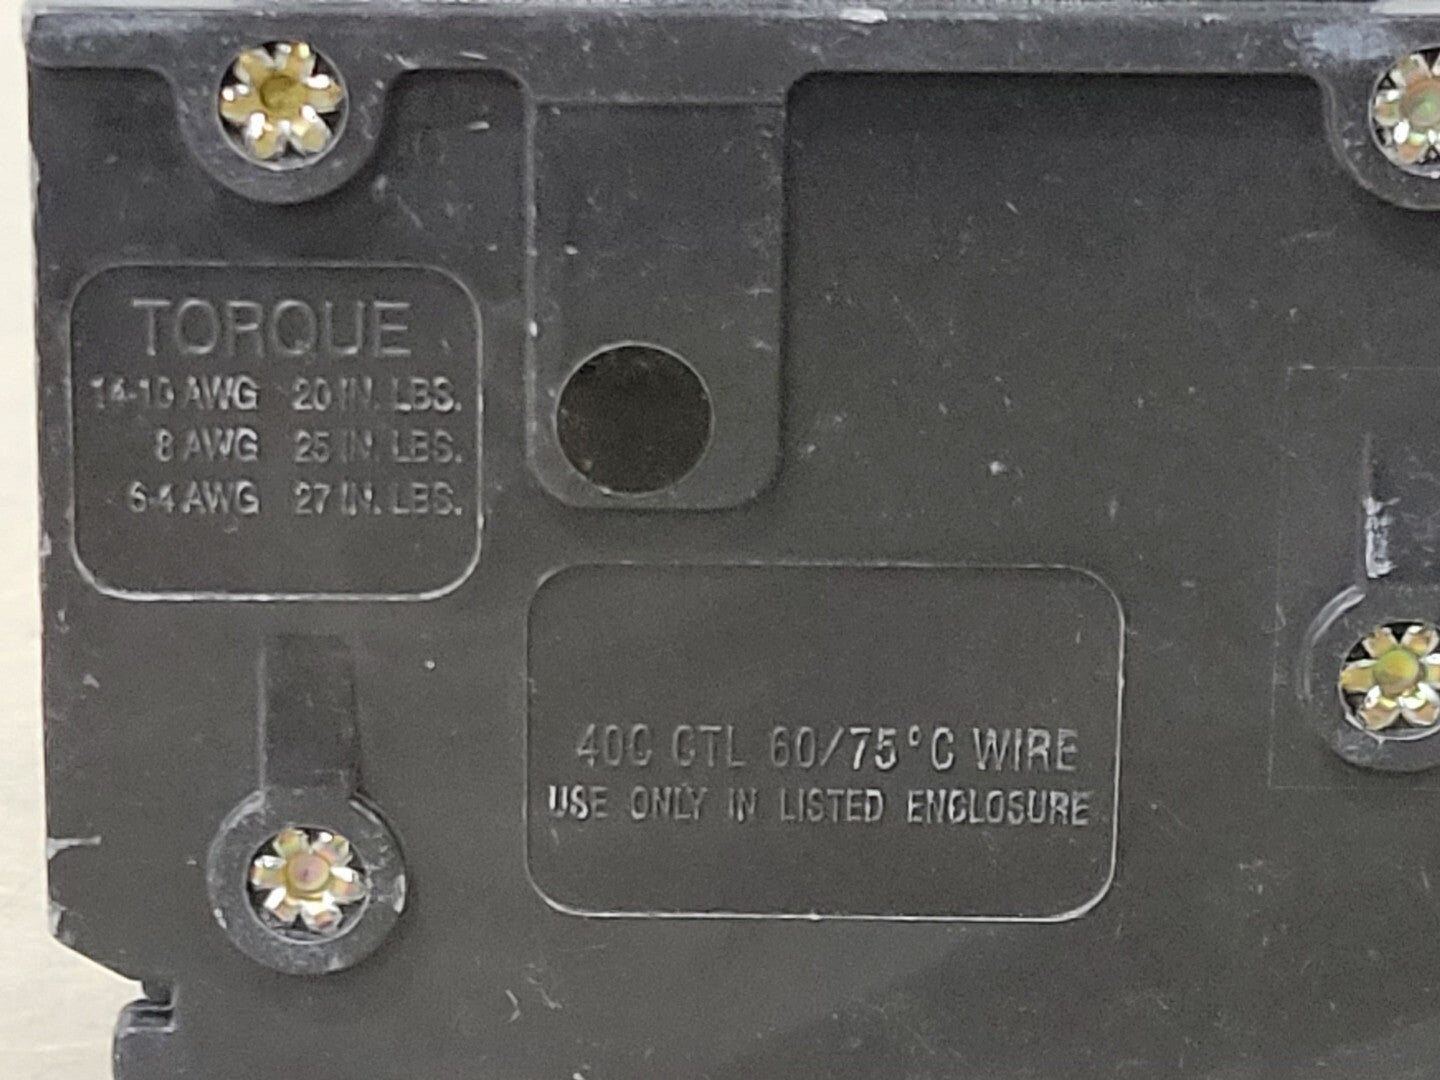 TORQUE
14-10 AWG 20 IN. LBS.
8 AWG 25 IN. LBS.
6-4 AWG 27 IN. LBS.
40C CTL 60/75°C WIRE
USE ONLY IN LISTED ENCLOSURE